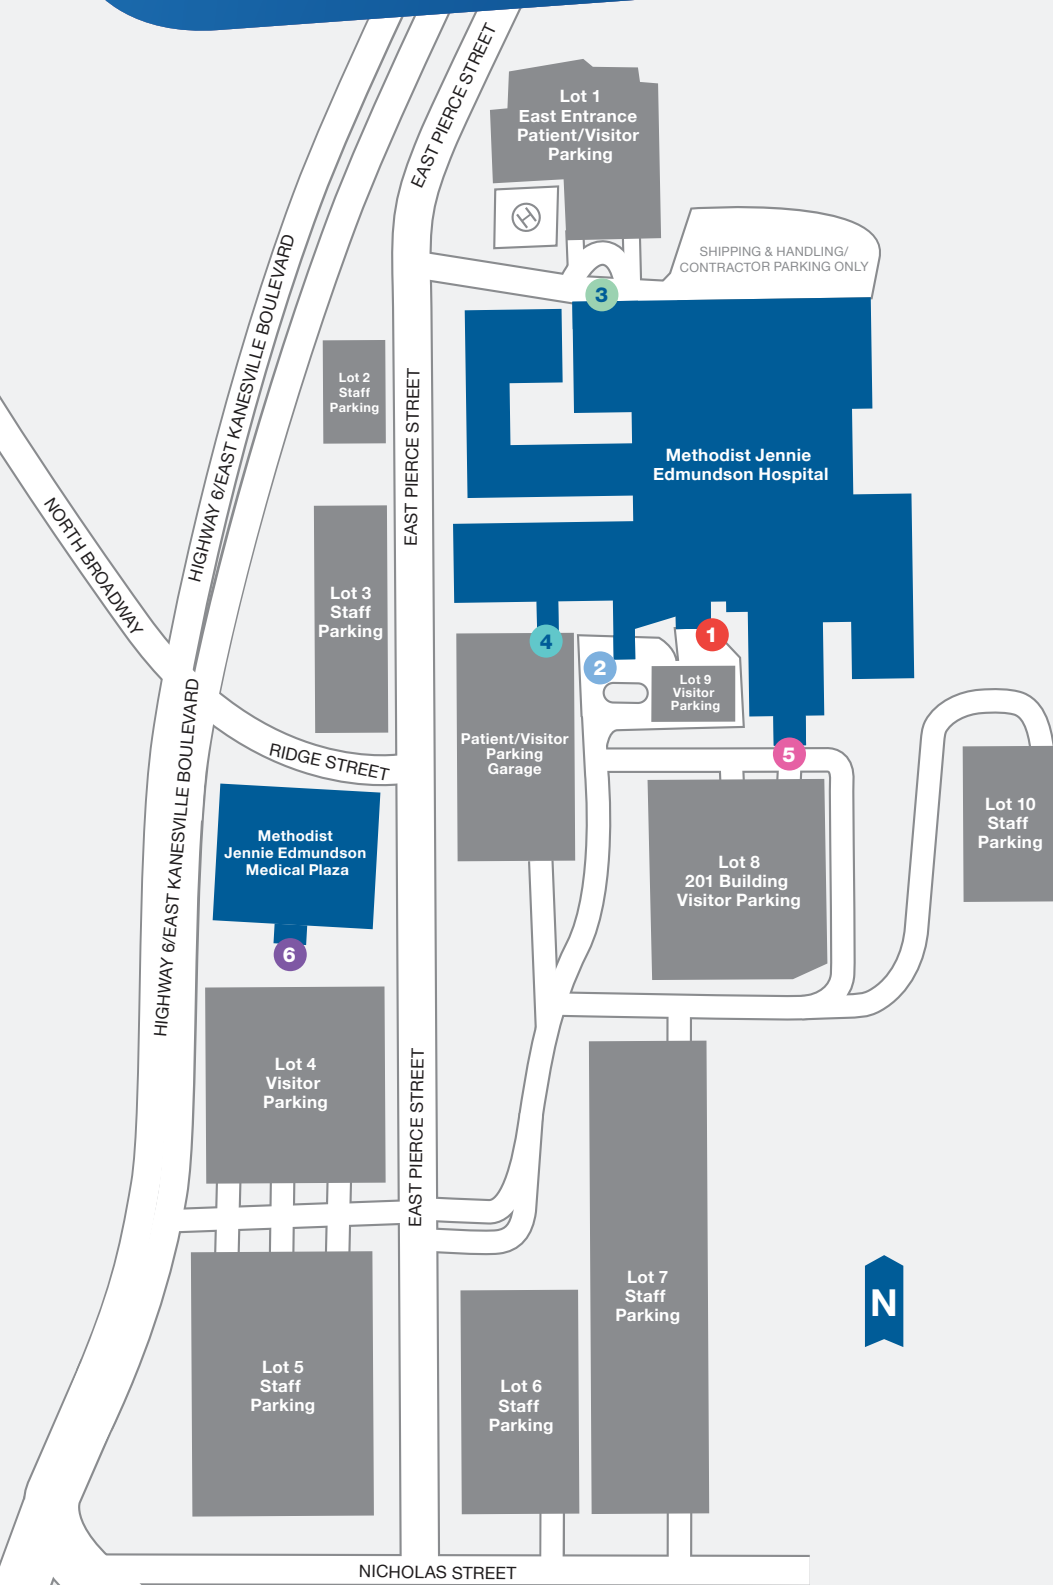 EAST PIERCE STREET
Lot 1
East Entrance
Patient/Visitor
Parking
H
SHIPPING & HANDLING/
CONTRACTOR PARKING ONLY
3
HIGHWAY 6/EAST KANESVILLE BOULEVARD
Lot 2
Staff
Parking
EAST PIERCE STREET
Methodist Jennie
Edmundson Hospital
NORTH BROADWAY
Lot 3
Staff
Parking
4
2
1
Lot 9
Visitor
Parking
Patient/Visitor
Parking
Garage
5
RIDGE STREET
HIGHWAY 6/EAST KANESVILLE BOULEVARD
Methodist
Jennie Edmundson
Medical Plaza
6
Lot 8
201 Building
Visitor Parking
Lot 10
Staff
Parking
Lot 4
Visitor
Parking
EAST PIERCE STREET
Lot 7
Staff
Parking
N
Lot 5
Staff
Parking
Lot 6
Staff
Parking
NICHOLAS STREET